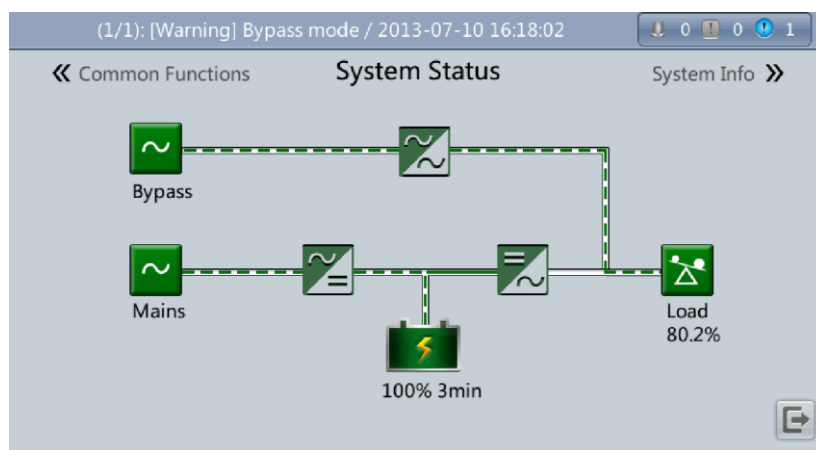 (1/1): [Warning] Bypass mode / 2013-07-10 16:18:02 0 0 1
« Common Functions System Status System Info »
Bypass
Mains
Load
80.2%
100% 3min